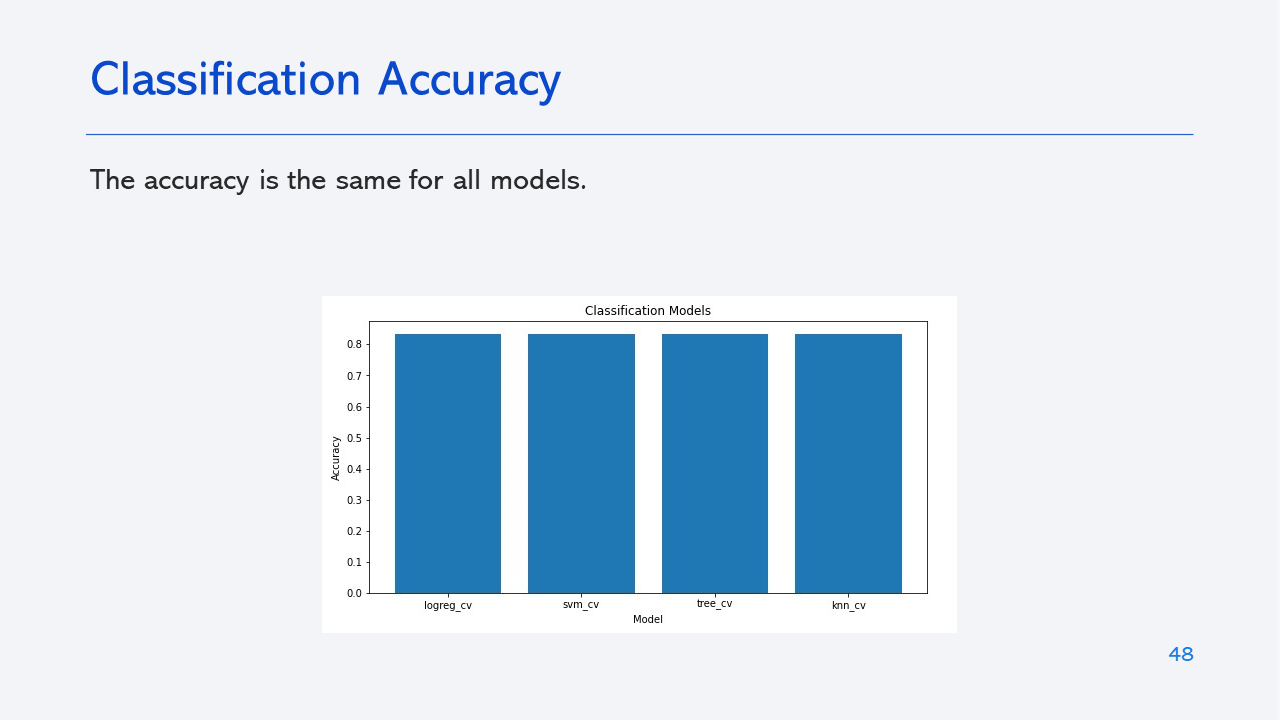 Classification Accuracy
The accuracy is the same for all models.
Classification Models
Accuracy
0.8
0.7
0.6
0.5
0.4
0.3
0.2
0.1
0.0
logreg_cv svm_cv tree_cv knn_cv
Model
48